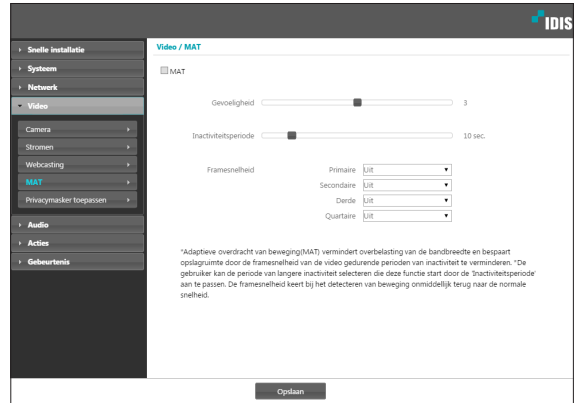 IDIS
Snelle installatie
Systeem
Netwerk
Video
Camera
Stromen
Webcasting
MAT
Privacymasker toepassen
Audio
Acties
Gebeurtenis
Video / MAT
MAT
Gevoeligheid 3
Inactiviteitsperiode 10 sec.
Framesnelheid Primaire Uit
Secondaire Uit
Derde Uit
Quartaire Uit
*Adaptieve overdracht van beweging(MAT) vermindert overbelasting van de bandbreedte en bespaart
opslagruimte door de framesnelheid van de video gedurende perioden van inactiviteit te verminderen. *De
gebruiker kan de periode van langere inactiviteit selecteren die deze functie start door de 'Inactiviteitsperiode'
aan te passen. De framesnelheid keert bij het detecteren van beweging onmiddellijk terug naar de normale
snelheid.
Opslaan